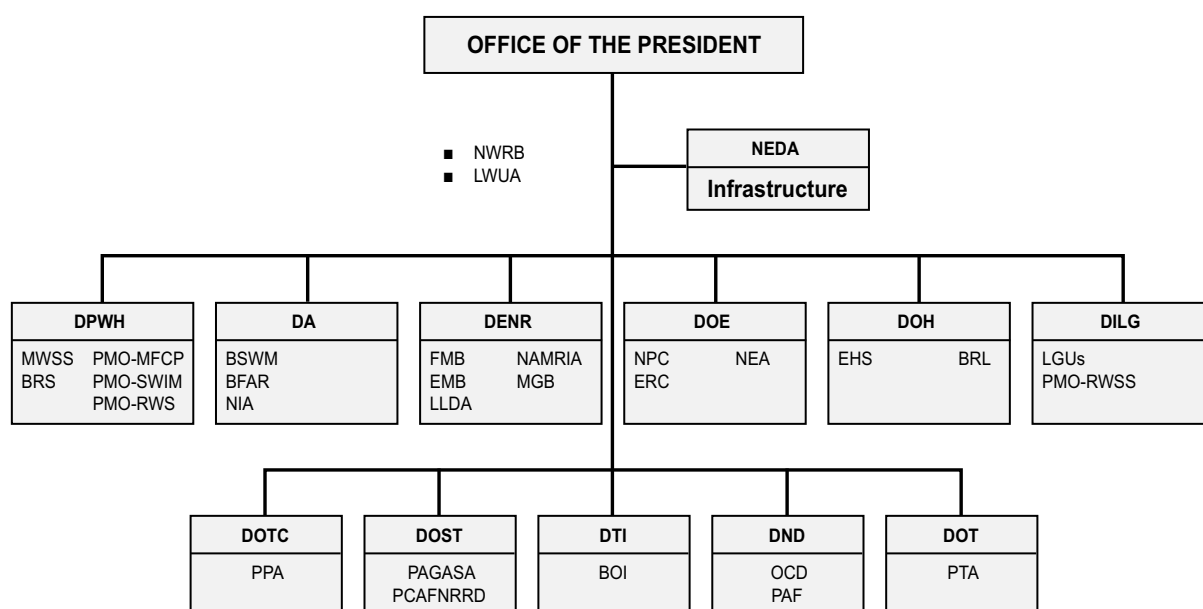 OFFICE OF THE PRESIDENT
■ NWRB
■ LWUA
NEDA
Infrastructure
DPWH
MWSS PMO-MFCP
BRS PMO-SWIM
PMO-RWS
DA
BSWM
BFAR
NIA
DENR
FMB NAMRIA
EMB MGB
LLDA
DOE
NPC NEA
ERC
DOH
EHS BRL
DILG
LGUs
PMO-RWSS
DOTC
PPA
DOST
PAGASA
PCAFNRRD
DTI
BOI
DND
OCD
PAF
DOT
PTA